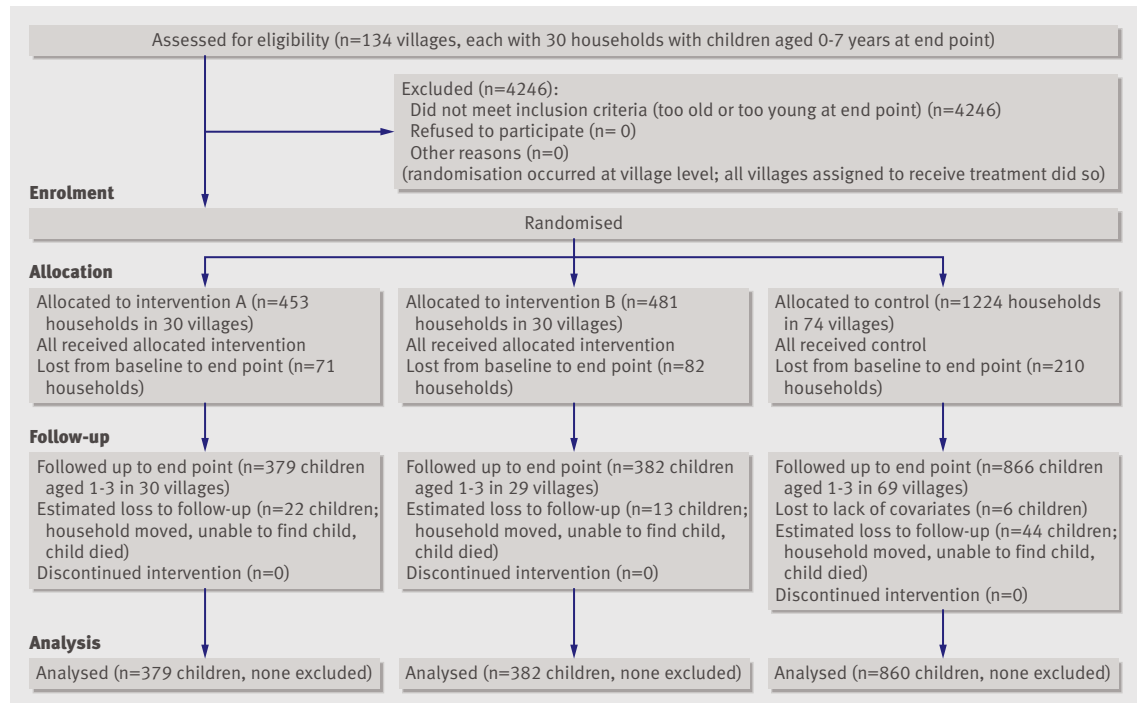 Assessed for eligibility (n=134 villages, each with 30 households with children aged 0-7 years at end point)
Excluded (n=4246):
Did not meet inclusion criteria (too old or too young at end point) (n=4246)
Refused to participate (n= 0)
Other reasons (n=0)
(randomisation occurred at village level; all villages assigned to receive treatment did so)
Enrolment
Randomised
Allocation
Allocated to intervention A (n=453
households in 30 villages)
All received allocated intervention
Lost from baseline to end point (n=71
households)
Allocated to intervention B (n=481
households in 30 villages)
All received allocated intervention
Lost from baseline to end point (n=82
households)
Allocated to control (n=1224 households
in 74 villages)
All received control
Lost from baseline to end point (n=210
households)
Follow-up
Followed up to end point (n=379 children
aged 1-3 in 30 villages)
Estimated loss to follow-up (n=22 children;
household moved, unable to find child,
child died)
Discontinued intervention (n=0)
Followed up to end point (n=382 children
aged 1-3 in 29 villages)
Estimated loss to follow-up (n=13 children;
household moved, unable to find child,
child died)
Discontinued intervention (n=0)
Followed up to end point (n=866 children
aged 1-3 in 69 villages)
Lost to lack of covariates (n=6 children)
Estimated loss to follow-up (n=44 children;
household moved, unable to find child,
child died)
Discontinued intervention (n=0)
Analysis
Analysed (n=379 children, none excluded)
Analysed (n=382 children, none excluded)
Analysed (n=860 children, none excluded)